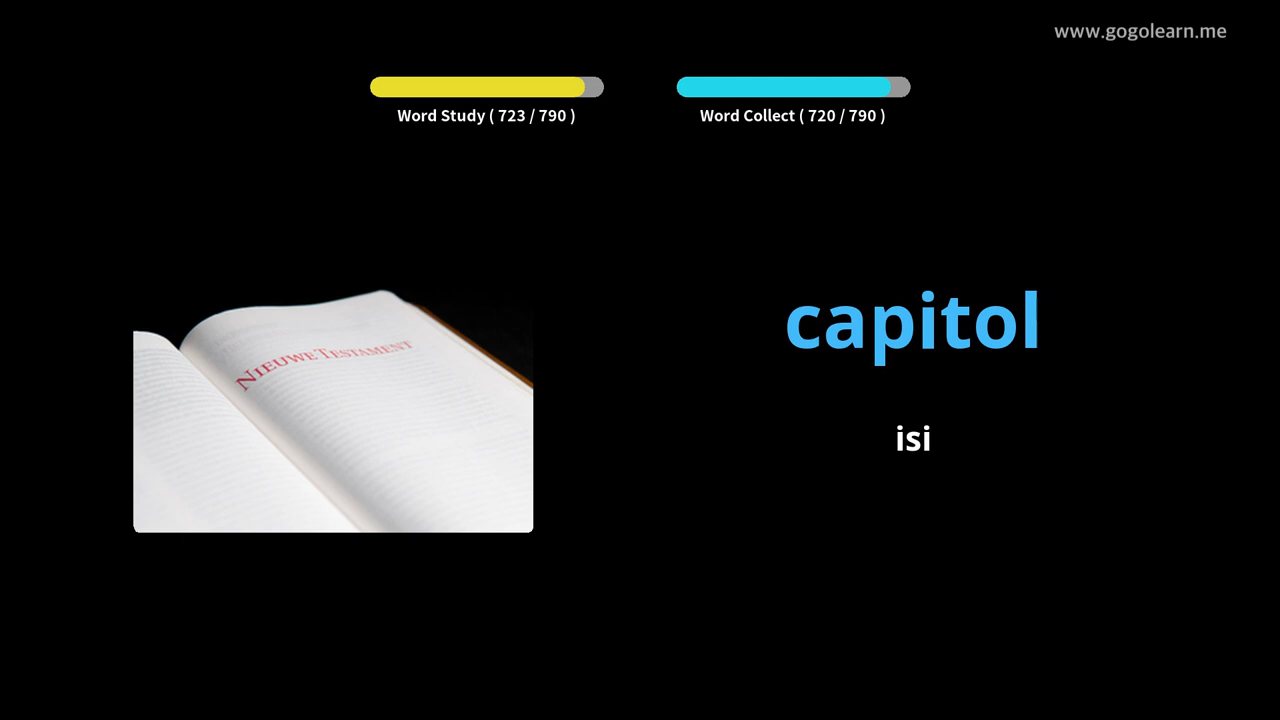 www.gogolearn.me
Word Study ( 723 / 790 )
Word Collect ( 720 / 790 )
NIEUWE TESTAMENT
capitol
isi